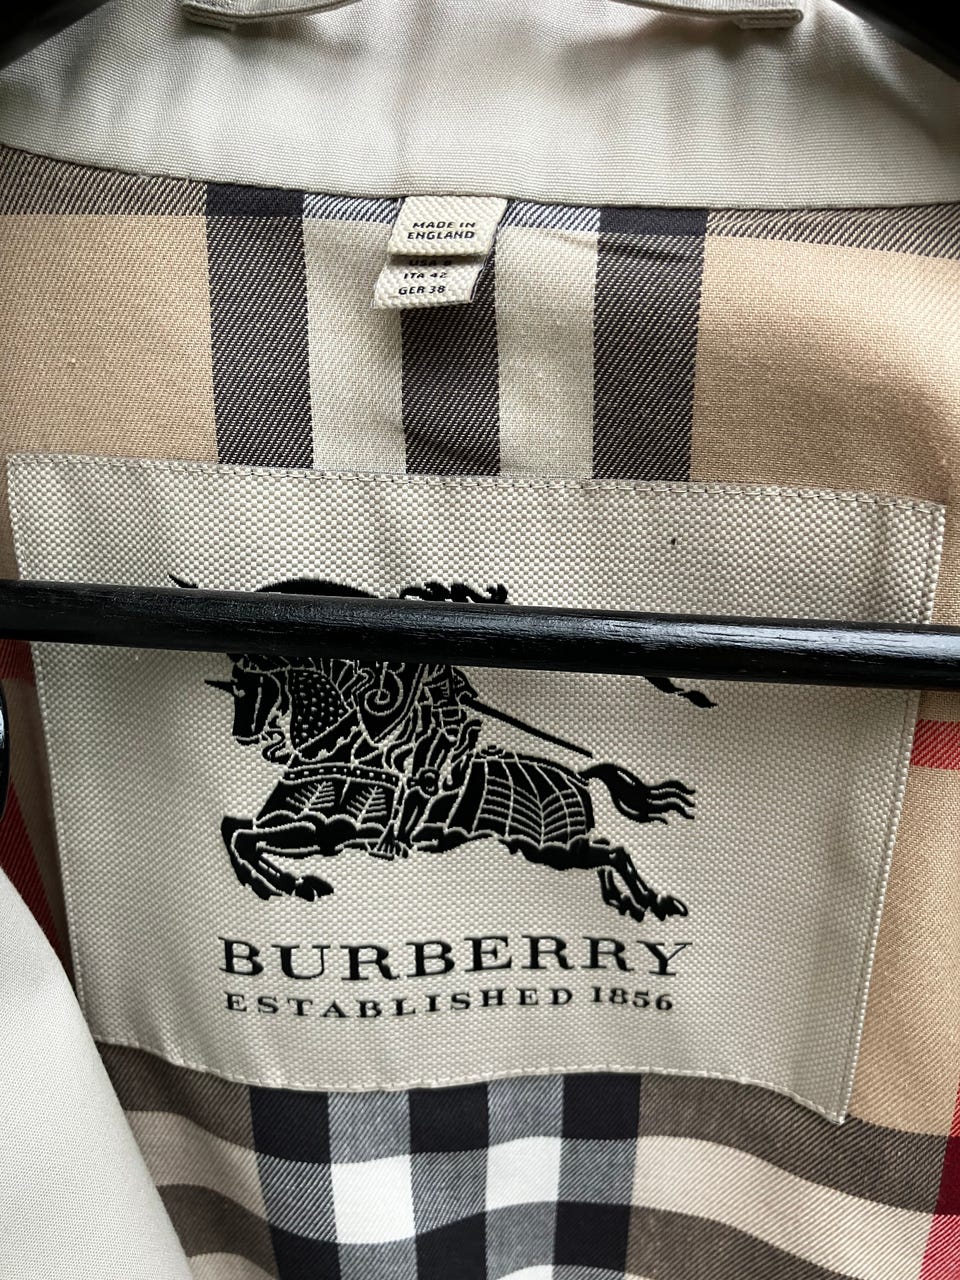 MADE IN
ENGLAND
ITA 42
GER 38
BURBERRY
ESTABLISHED 1856